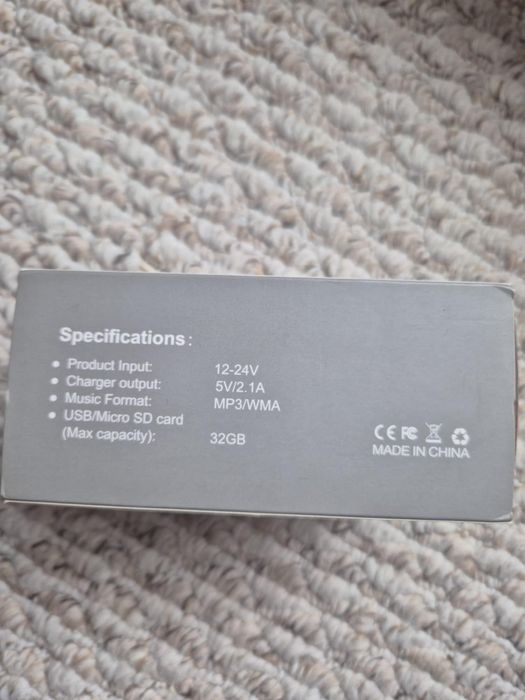 Specifications:
• Product Input: 12-24V
• Charger output: 5V/2.1A
• Music Format: MP3/WMA
• USB/Micro SD card
(Max capacity): 32GB
CE FC
MADE IN CHINA